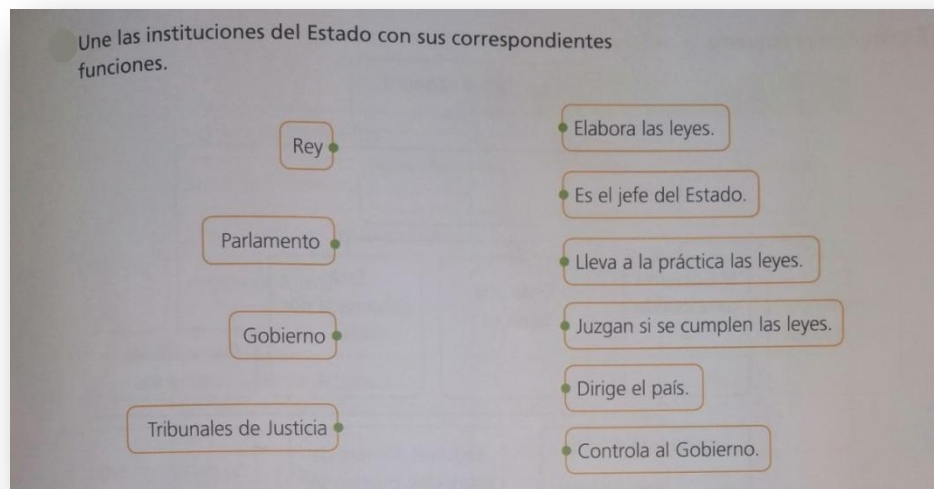 Une las instituciones del Estado con sus correspondientes
funciones.
Rey
Parlamento
Gobierno
Tribunales de Justicia
Elabora las leyes.
Es el jefe del Estado.
Lleva a la práctica las leyes.
Juzgan si se cumplen las leyes.
Dirige el país.
Controla al Gobierno.